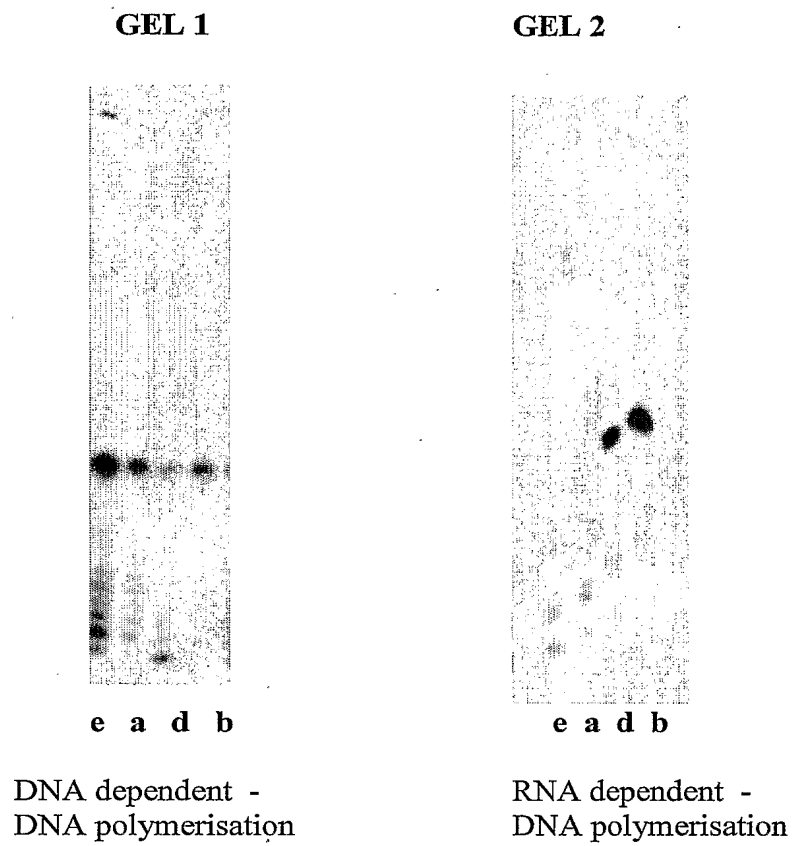 GEL 1
GEL 2
e a d b
e a d b
DNA dependent -
DNA polymerisation
RNA dependent -
DNA polymerisation